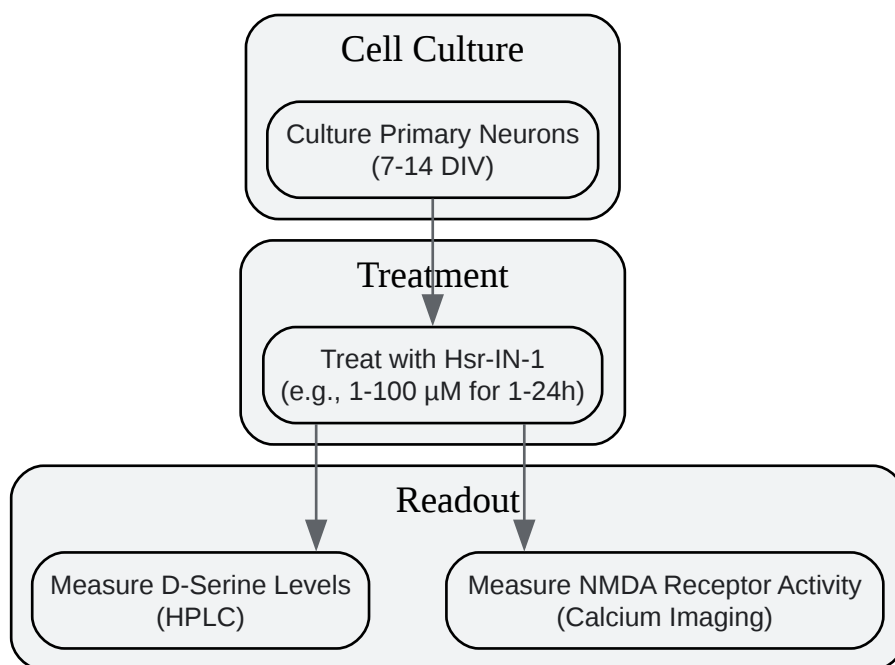 Cell Culture
Culture Primary Neurons
(7-14 DIV)
Treatment
Treat with Hsr-IN-1
(e.g., 1-100 µM for 1-24h)
Readout
Measure D-Serine Levels
(HPLC)
Measure NMDA Receptor Activity
(Calcium Imaging)